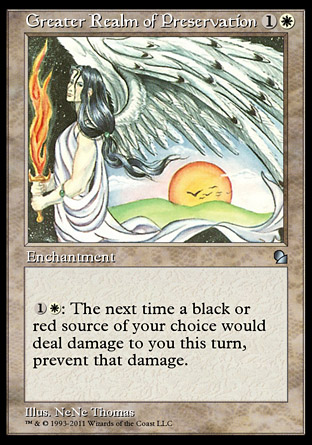 Greater Realm of Preservation 1
Enchantment
1 : The next time a black or
red source of your choice would
deal damage to you this turn,
prevent that damage.
Illus. NeNe Thomas
™ & © 1993-2011 Wizards of the Coast LLC